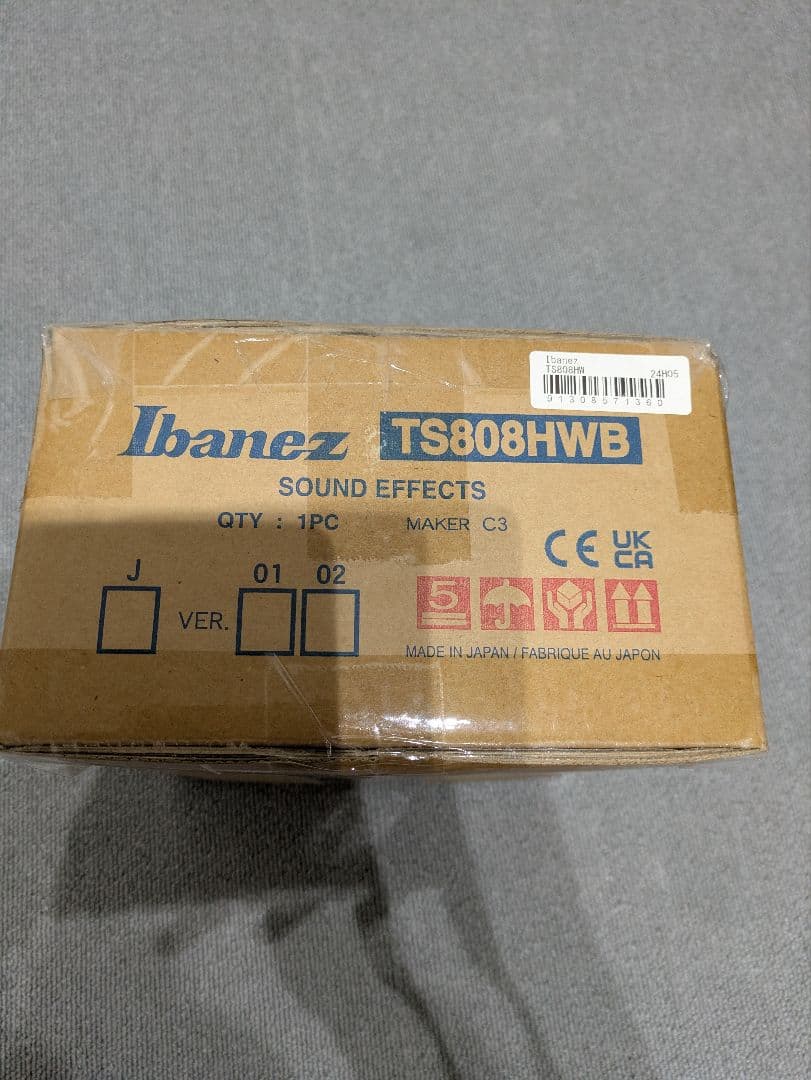 Ibanez
TS808HW 24H05
91308571360
Ibanez TS808HWB
SOUND EFFECTS
QTY : 1PC MAKER C3
CE UK CA
J VER. 01 02
5
MADE IN JAPAN / FABRIQUE AU JAPON